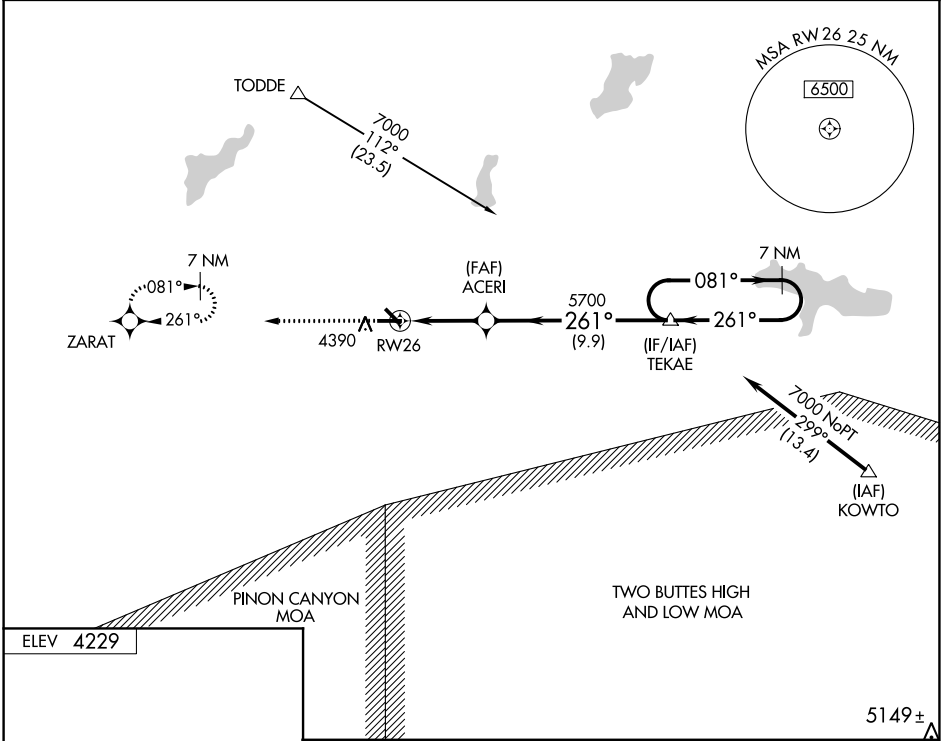 MSA RW26 25 NM
6500
TODDE
7000
112°
(23.5)
7 NM
081°
261°
ZARAT
4390
RW26
(FAF)
ACERI
5700
261°
(9.9)
7 NM
081°
261°
(IF/IAF)
TEKAE
7000 NoPT
299°
(13.4)
(IAF)
KOWTO
PINON CANYON
MOA
TWO BUTTES HIGH
AND LOW MOA
ELEV 4229
5149±